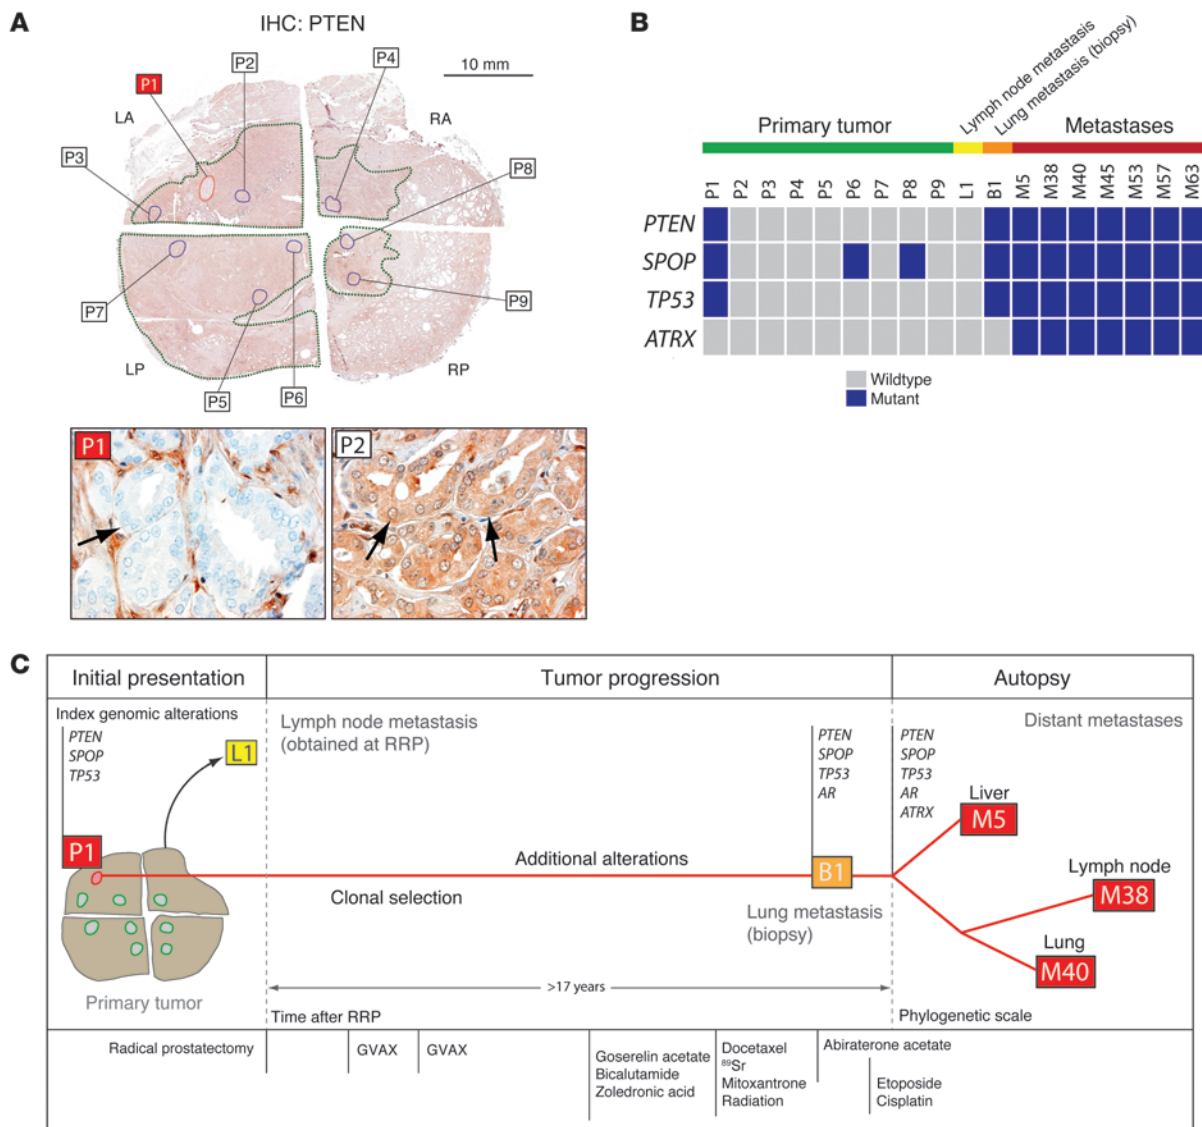 A
IHC: PTEN
P1
P2
P4
10 mm
LA
RA
P3
P8
P7
P9
LP
RP
P5
P6
P1
P2
B
Lymph node metastasis
Lung metastasis (biopsy)
Primary tumor
Metastases
P1 P2 P3 P4 P5 P6 P7 P8 P9 L1 B1 M5 M38 M40 M45 M53 M57 M63
PTEN
SPOP
TP53
ATRX
Wildtype
Mutant
C
Initial presentation
Tumor progression
Autopsy
Index genomic alterations
PTEN
SPOP
TP53
L1
P1
Primary tumor
Lymph node metastasis
(obtained at RRP)
Additional alterations
Clonal selection
PTEN
SPOP
TP53
AR
B1
Lung metastasis
(biopsy)
>17 years
Time after RRP
Distant metastases
PTEN
SPOP
TP53
AR
ATRX
Liver
M5
Lymph node
M38
Lung
M40
Phylogenetic scale
Radical prostatectomy
GVAX
GVAX
Goserelin acetate
Bicalutamide
Zoledronic acid
Docetaxel
⁸⁹Sr
Mitoxantrone
Radiation
Abiraterone acetate
Etoposide
Cisplatin